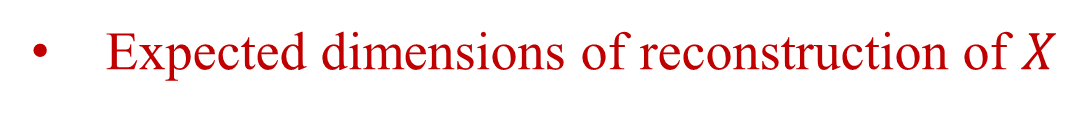 • Expected dimensions of reconstruction of X